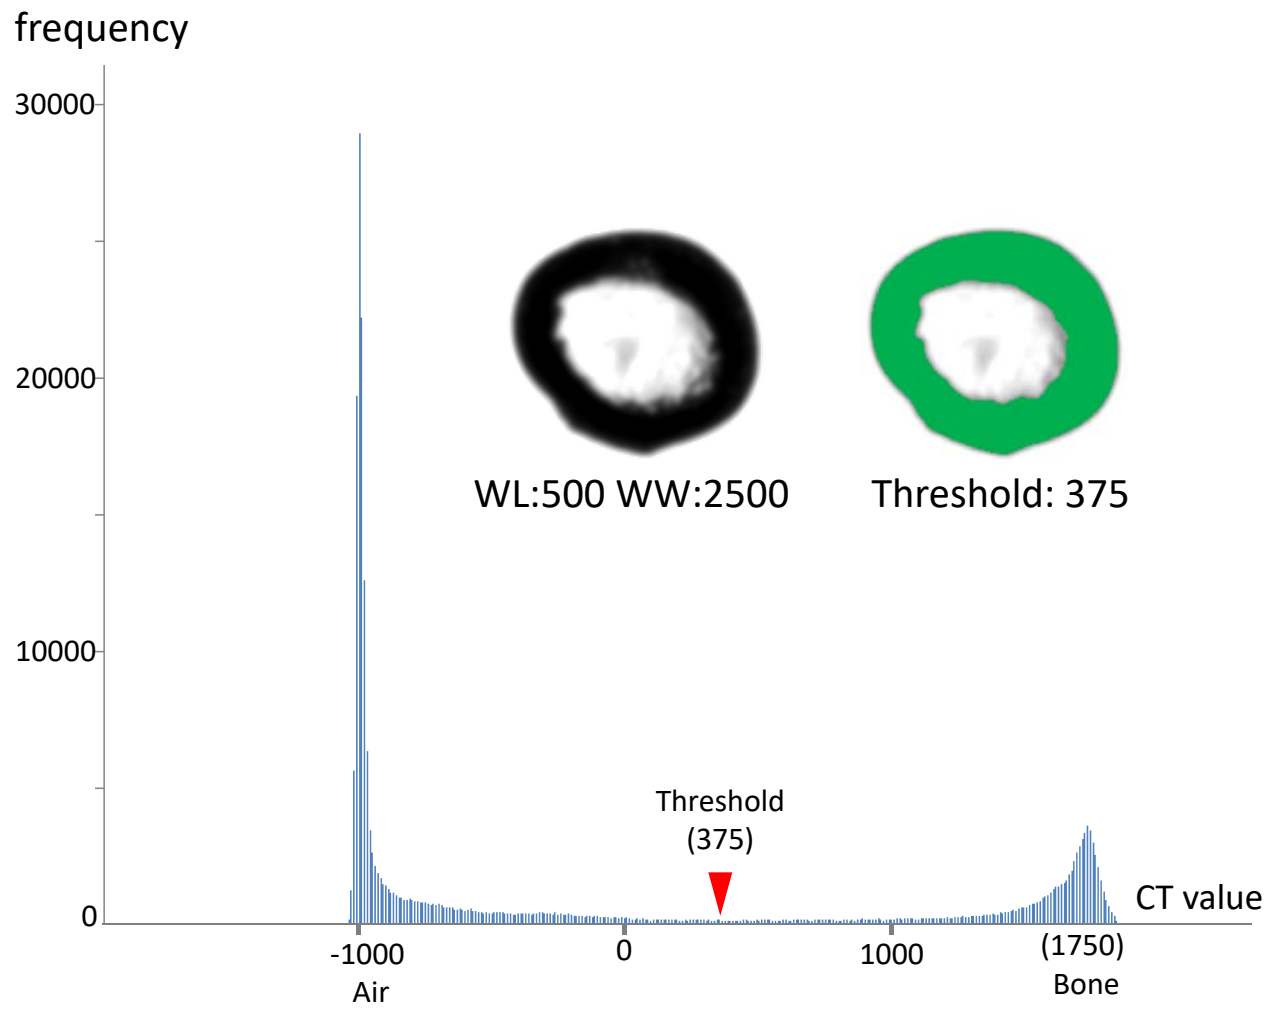 frequency
30000
20000
10000
0
WL:500 WW:2500
Threshold: 375
Threshold
(375)
CT value
-1000
0
1000
(1750)
Air
Bone